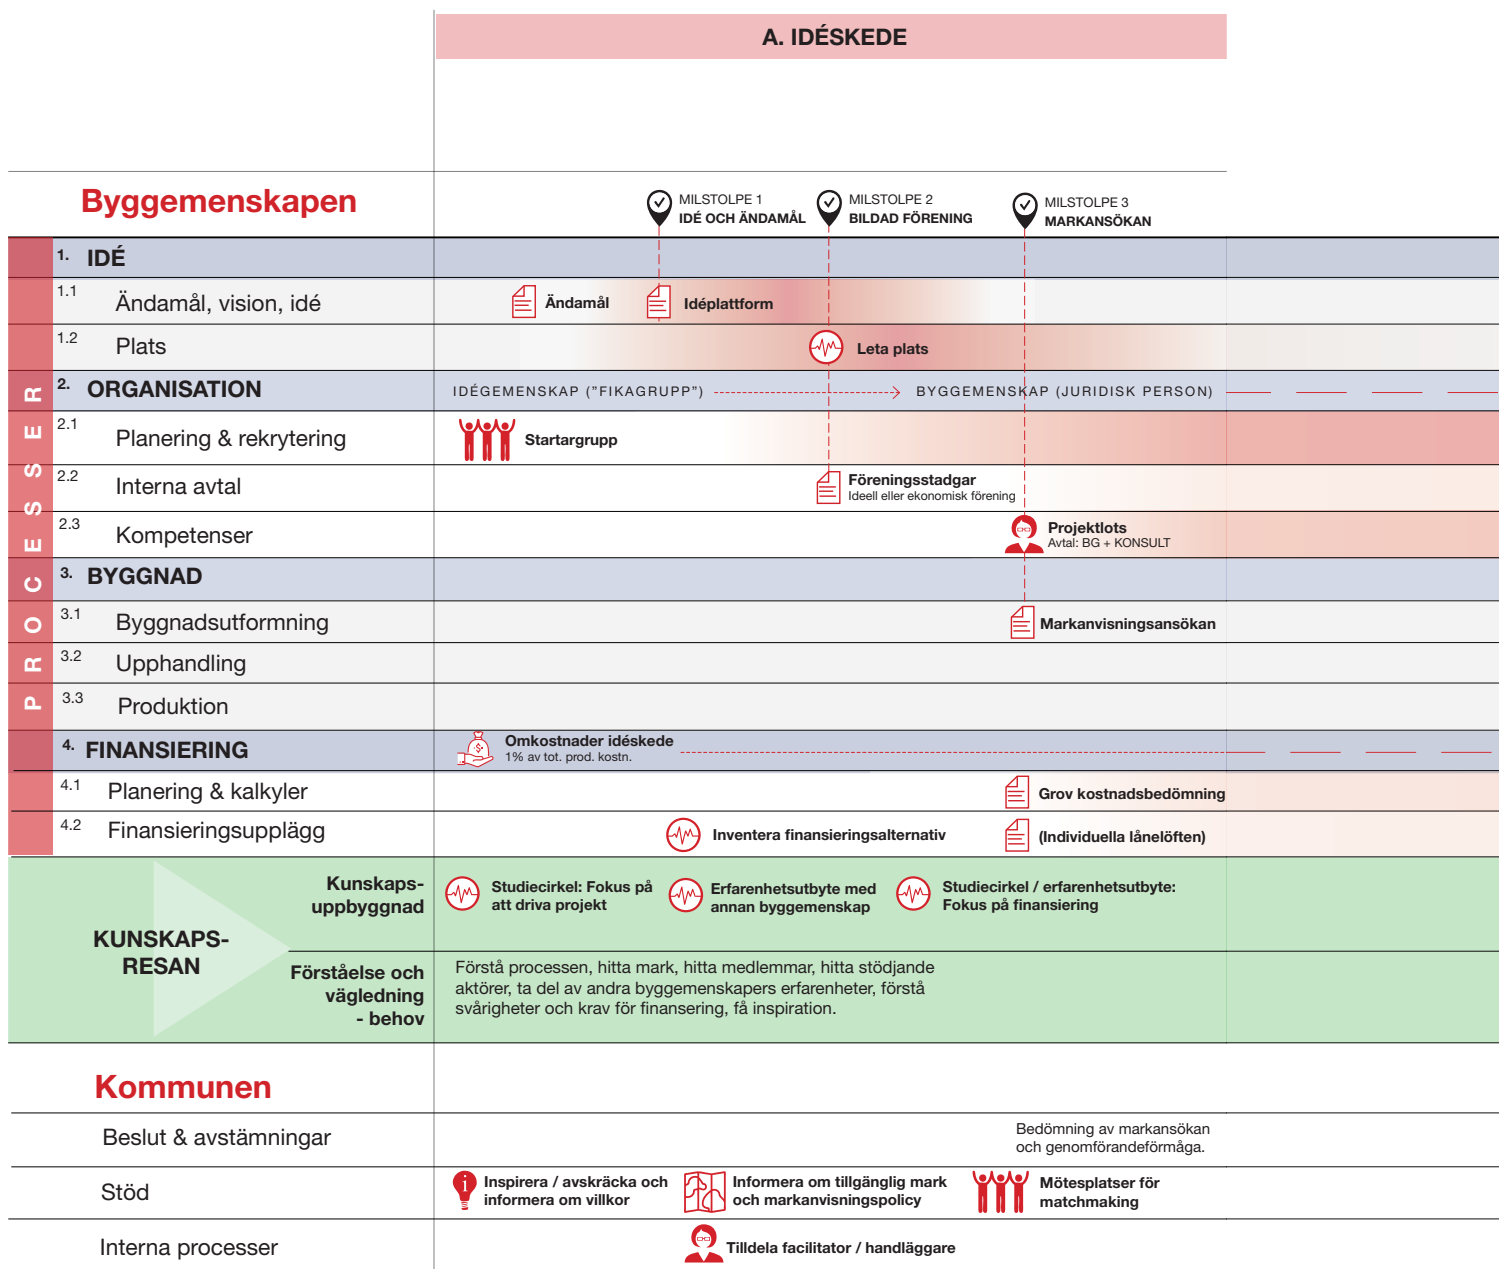 A. IDÉSKEDE
Byggemenskapen
MILSTOLPE 1
IDÉ OCH ÄNDAMÅL
MILSTOLPE 2
BILDAD FÖRENING
MILSTOLPE 3
MARKANSÖKAN
PROCESSER
1. IDÉ
1.1 Ändamål, vision, idé
Ändamål
Idéplattform
1.2 Plats
Leta plats
2. ORGANISATION
IDÉGEMENSKAP ("FIKAGRUPP")
BYGGEMENSKAP (JURIDISK PERSON)
2.1 Planering & rekrytering
Startargrupp
2.2 Interna avtal
Föreningsstadgar
Ideell eller ekonomisk förening
2.3 Kompetenser
Projektlots
Avtal: BG + KONSULT
3. BYGGNAD
3.1 Byggnadsutformning
Markanvisningsansökan
3.2 Upphandling
3.3 Produktion
4. FINANSIERING
Omkostnader idéskede
1% av tot. prod. kostn.
4.1 Planering & kalkyler
Grov kostnadsbedömning
4.2 Finansieringsupplägg
Inventera finansieringsalternativ
(Individuella lånelöften)
KUNSKAPS-
RESAN
Kunskaps-
uppbyggnad
Studiecirkel: Fokus på
att driva projekt
Erfarenhetsutbyte med
annan byggemenskap
Studiecirkel / erfarenhetsutbyte:
Fokus på finansiering
Förståelse och
vägledning
- behov
Förstå processen, hitta mark, hitta medlemmar, hitta stödjande
aktörer, ta del av andra byggemenskapers erfarenheter, förstå
svårigheter och krav för finansering, få inspiration.
Kommunen
Beslut & avstämningar
Bedömning av markansökan
och genomförandeförmåga.
Stöd
Inspirera / avskräcka och
informera om villkor
Informera om tillgänglig mark
och markanvisningspolicy
Mötesplatser för
matchmaking
Interna processer
Tilldela facilitator / handläggare